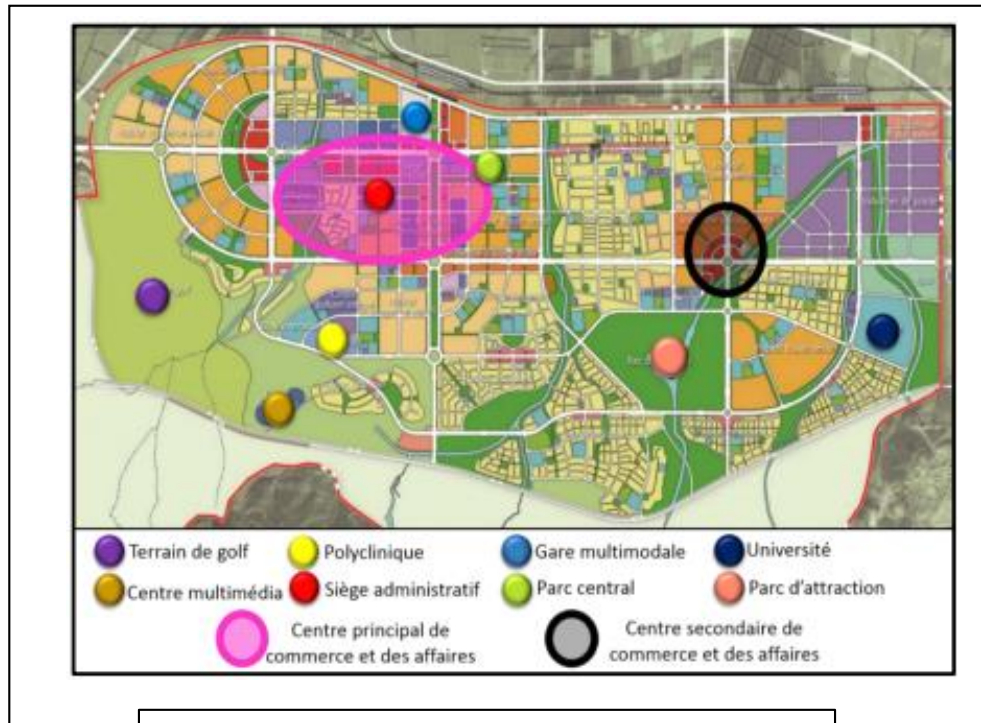 Terrain de golf
Polyclinique
Gare multimodale
Université
Centre multimédia
Siège administratif
Parc central
Parc d'attraction
Centre principal de
commerce et des affaires
Centre secondaire de
commerce et des affaires